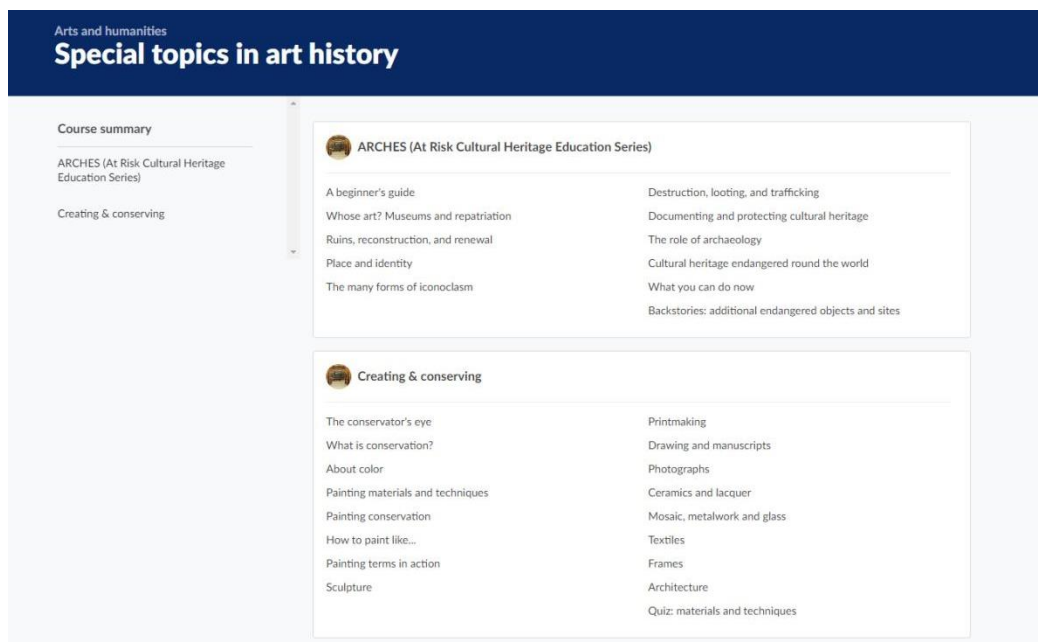 Arts and humanities
Special topics in art history
Course summary
ARCHES (At Risk Cultural Heritage
Education Series)
Creating & conserving
ARCHES (At Risk Cultural Heritage Education Series)
A beginner's guide
Whose art? Museums and repatriation
Ruins, reconstruction, and renewal
Place and identity
The many forms of iconoclasm
Destruction, looting, and trafficking
Documenting and protecting cultural heritage
The role of archaeology
Cultural heritage endangered round the world
What you can do now
Backstories: additional endangered objects and sites
Creating & conserving
The conservator's eye
What is conservation?
About color
Painting materials and techniques
Painting conservation
How to paint like...
Painting terms in action
Sculpture
Printmaking
Drawing and manuscripts
Photographs
Ceramics and lacquer
Mosaic, metalwork and glass
Textiles
Frames
Architecture
Quiz: materials and techniques